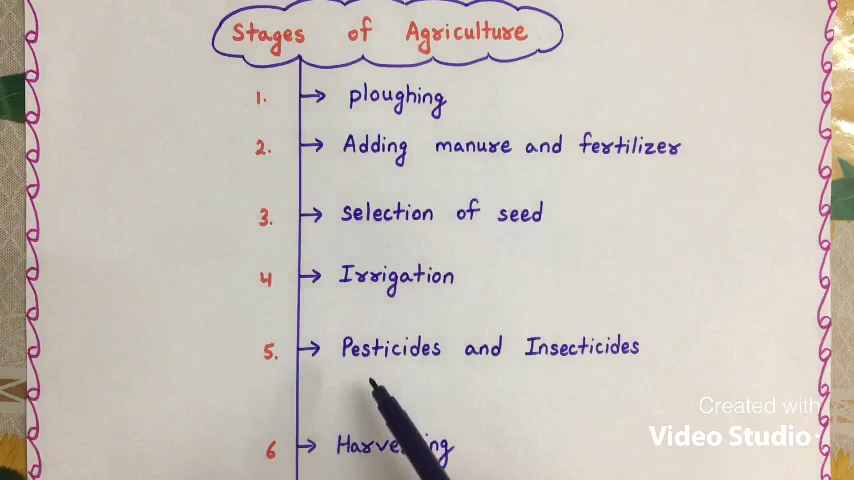 Stages of Agriculture
1. ploughing
2. Adding manure and fertilizer
3. selection of seed
4 Irrigation
5. Pesticides and Insecticides
6
Created with
Video Studio